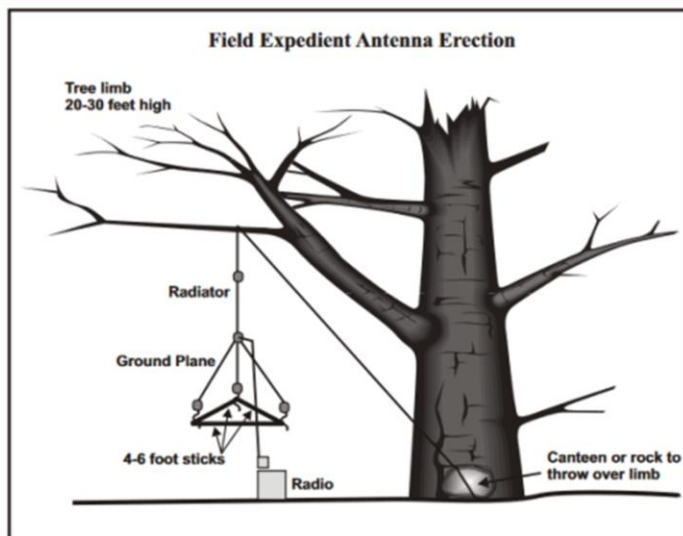 Field Expedient Antenna Erection
Tree limb
20-30 feet high
Radiator
Ground Plane
4-6 foot sticks
Radio
Canteen or rock to
throw over limb